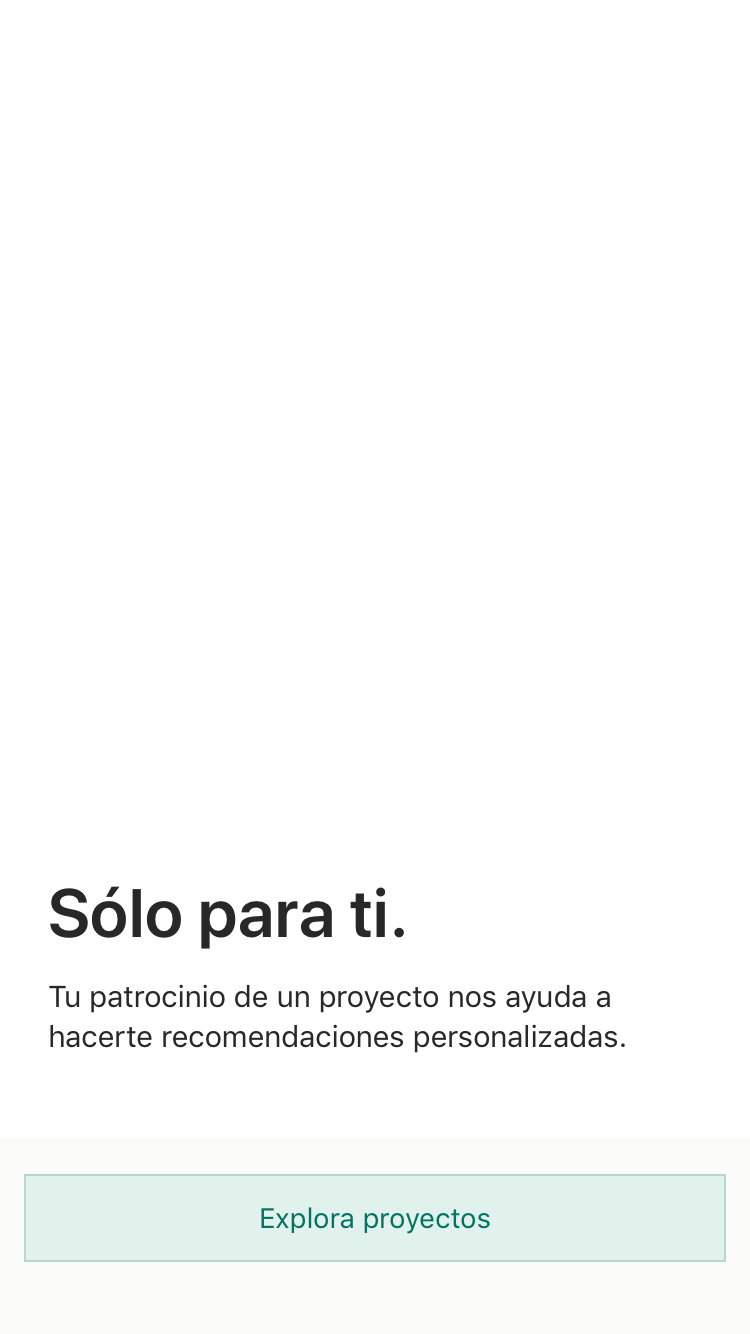 Sólo para ti.
Tu patrocinio de un proyecto nos ayuda a
hacerte recomendaciones personalizadas.
Explora proyectos